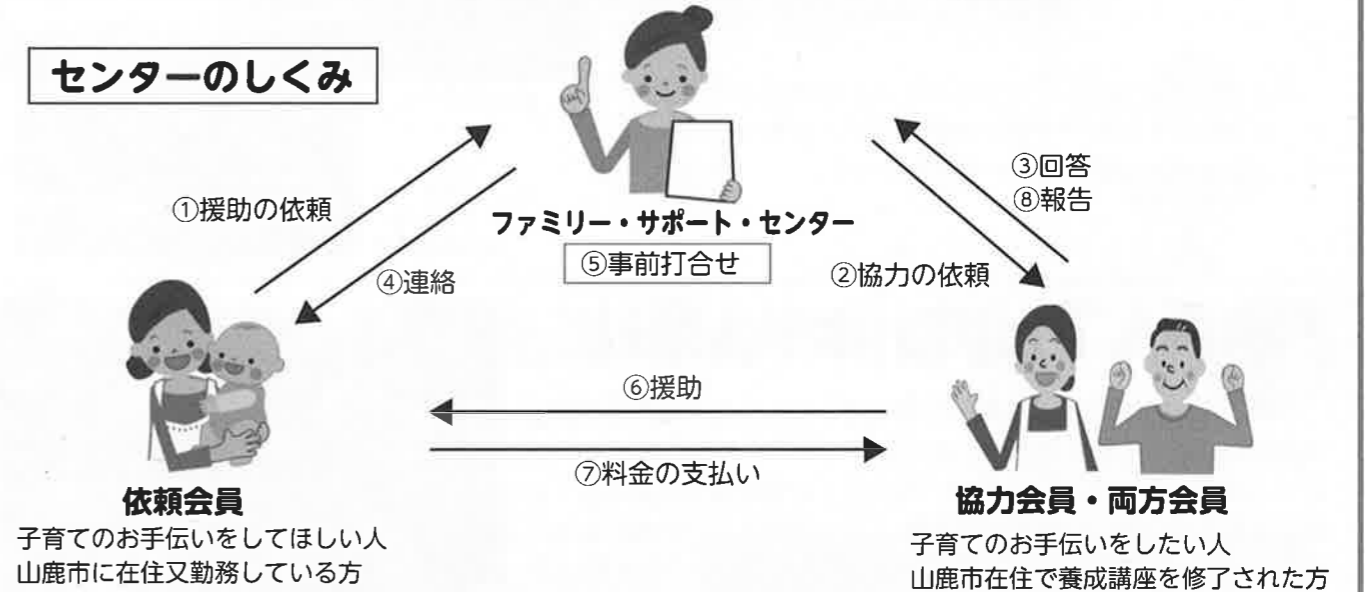 センターのしくみ
①援助の依頼
④連絡
ファミリー・サポート・センター
⑤事前打合せ
③回答
⑧報告
②協力の依頼
⑥援助
⑦料金の支払い
依頼会員
子育てのお手伝いをしてほしい人
山鹿市に在住又勤務している方
協力会員・両方会員
子育てのお手伝いをしたい人
山鹿市在住で養成講座を修了された方